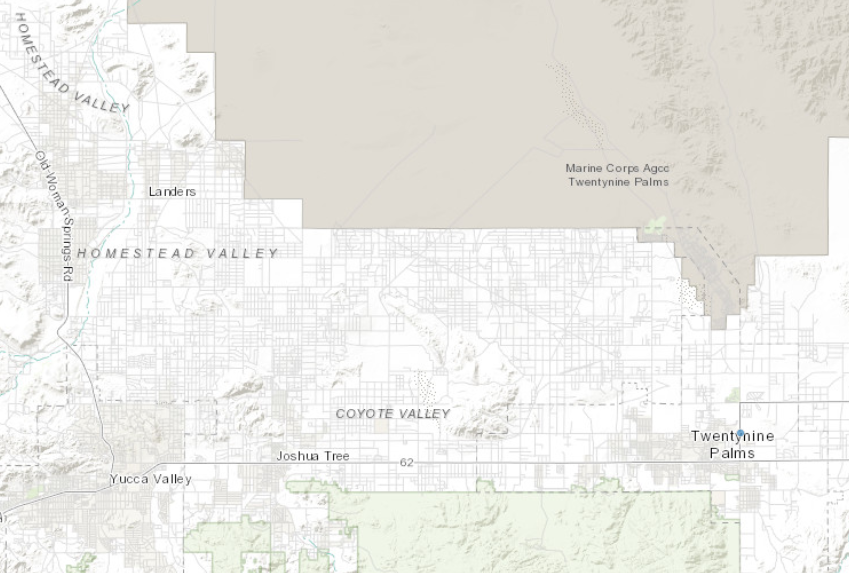 HOMESTEAD VALLEY
Old Woman Springs Rd
Landers
Marine Corps Agcc
Twentynine Palms
HOMESTEAD VALLEY
COYOTE VALLEY
Twentynine
Palms
Joshua Tree
62
Yucca Valley